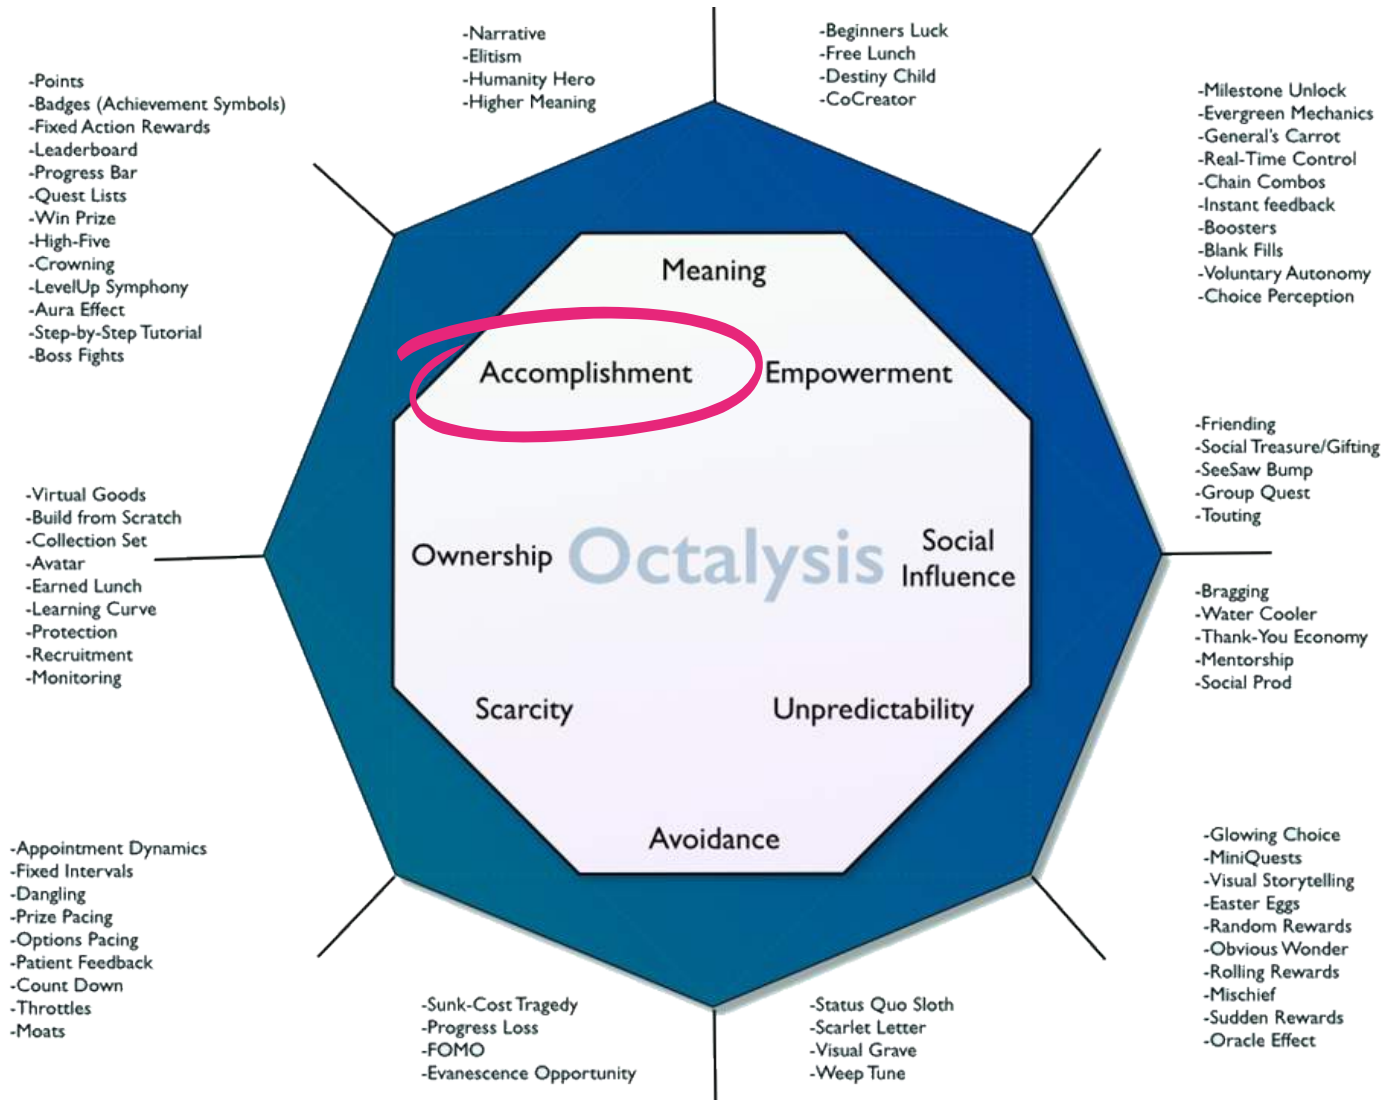 -Narrative
-Elitism
-Humanity Hero
-Higher Meaning
-Beginners Luck
-Free Lunch
-Destiny Child
-CoCreator
-Points
-Badges (Achievement Symbols)
-Fixed Action Rewards
-Leaderboard
-Progress Bar
-Quest Lists
-Win Prize
-High-Five
-Crowning
-LevelUp Symphony
-Aura Effect
-Step-by-Step Tutorial
-Boss Fights
-Milestone Unlock
-Evergreen Mechanics
-General's Carrot
-Real-Time Control
-Chain Combos
-Instant feedback
-Boosters
-Blank Fills
-Voluntary Autonomy
-Choice Perception
Meaning
Accomplishment
Empowerment
Ownership
Octalysis
Social
Influence
Scarcity
Unpredictability
Avoidance
-Virtual Goods
-Build from Scratch
-Collection Set
-Avatar
-Earned Lunch
-Learning Curve
-Protection
-Recruitment
-Monitoring
-Friending
-Social Treasure/Gifting
-SeeSaw Bump
-Group Quest
-Touting
-Bragging
-Water Cooler
-Thank-You Economy
-Mentorship
-Social Prod
-Appointment Dynamics
-Fixed Intervals
-Dangling
-Prize Pacing
-Options Pacing
-Patient Feedback
-Count Down
-Throttles
-Moats
-Sunk-Cost Tragedy
-Progress Loss
-FOMO
-Evanescence Opportunity
-Status Quo Sloth
-Scarlet Letter
-Visual Grave
-Weep Tune
-Glowing Choice
-MiniQuests
-Visual Storytelling
-Easter Eggs
-Random Rewards
-Obvious Wonder
-Rolling Rewards
-Mischief
-Sudden Rewards
-Oracle Effect